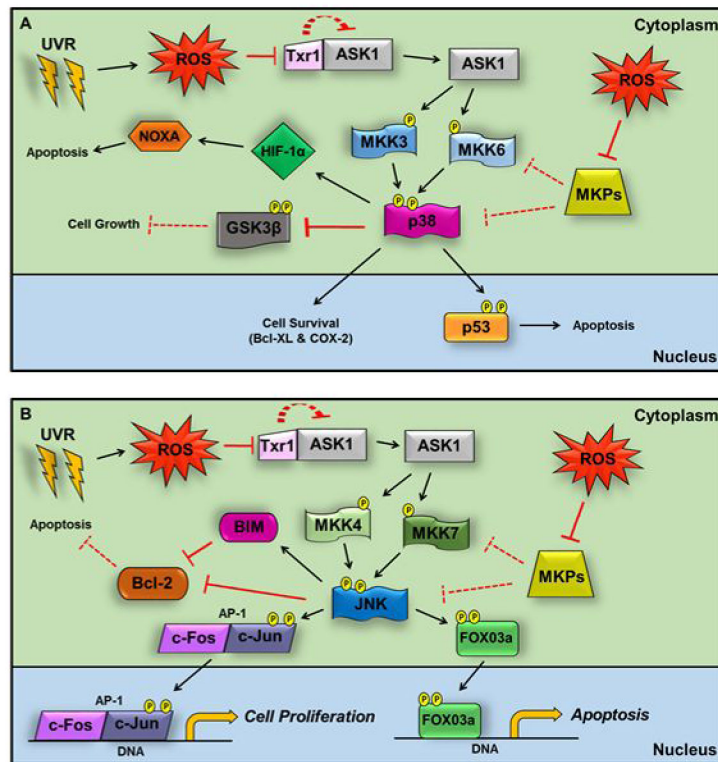 A
Cytoplasm
UVR
ROS
Txr1
ASK1
ASK1
ROS
NOXA
HIF-1α
P
MKK3
P
MKK6
Apoptosis
MKPs
P P
p38
P P
GSK3β
Cell Growth
Cell Survival
(Bcl-XL & COX-2)
P P
p53
Apoptosis
Nucleus
B
Cytoplasm
UVR
ROS
Txr1
ASK1
ASK1
ROS
P
MKK4
P
MKK7
Apoptosis
BIM
Bcl-2
MKPs
P P
JNK
AP-1
P P
c-Fos
c-Jun
P P
FOX03a
AP-1
P P
c-Fos
c-Jun
Cell Proliferation
DNA
P P
FOX03a
Apoptosis
DNA
Nucleus